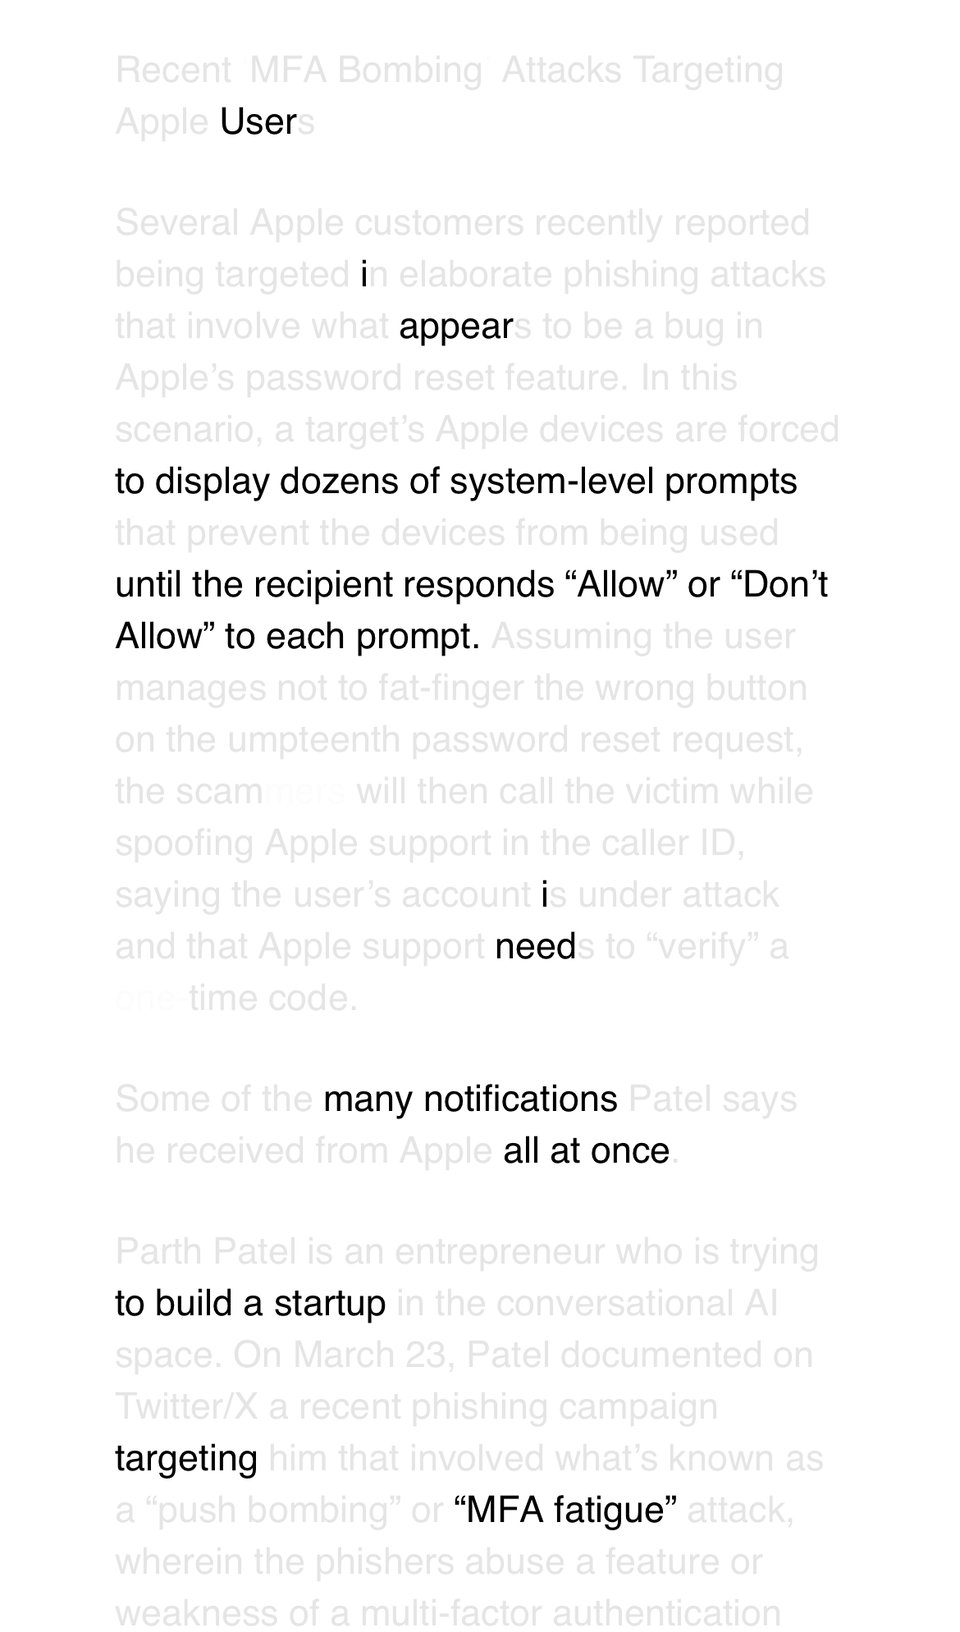 Recent 'MFA Bombing' Attacks Targeting
Apple Users
Several Apple customers recently reported
being targeted in elaborate phishing attacks
that involve what appears to be a bug in
Apple’s password reset feature. In this
scenario, a target’s Apple devices are forced
to display dozens of system-level prompts
that prevent the devices from being used
until the recipient responds “Allow” or “Don’t
Allow” to each prompt. Assuming the user
manages not to fat-finger the wrong button
on the umpteenth password reset request,
the scammers will then call the victim while
spoofing Apple support in the caller ID,
saying the user’s account is under attack
and that Apple support needs to “verify” a
one-time code.
Some of the many notifications Patel says
he received from Apple all at once.
Parth Patel is an entrepreneur who is trying
to build a startup in the conversational AI
space. On March 23, Patel documented on
Twitter/X a recent phishing campaign
targeting him that involved what’s known as
a “push bombing” or “MFA fatigue” attack,
wherein the phishers abuse a feature or
weakness of a multi-factor authentication